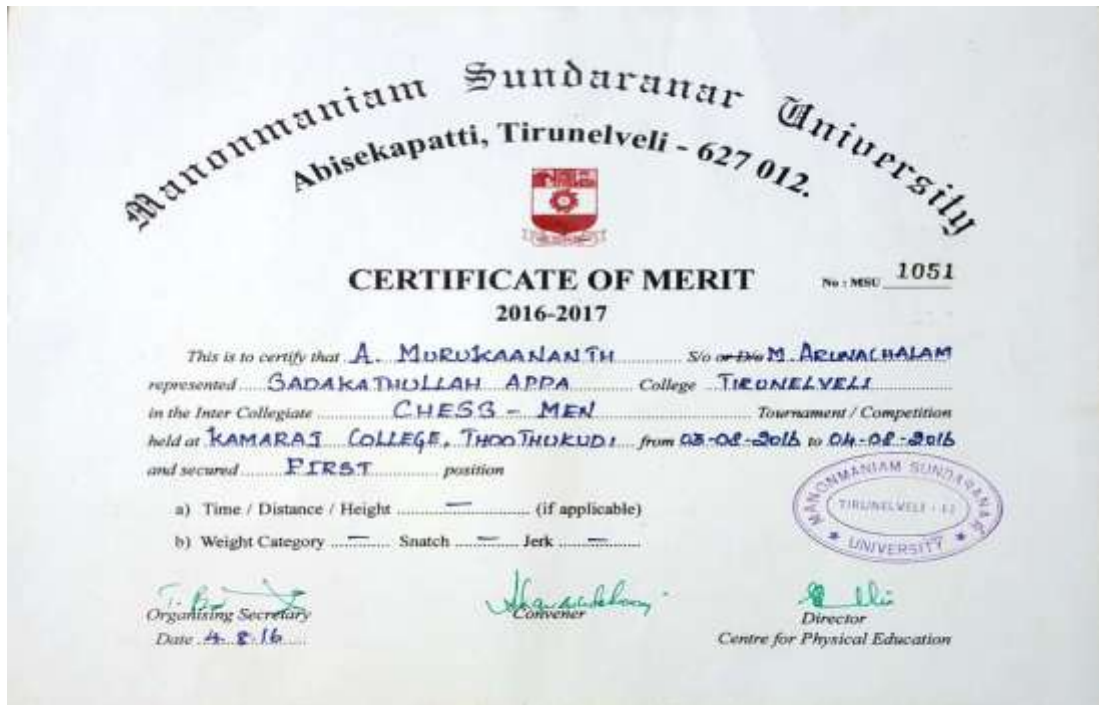 Manonmaniam Sundaranar University
Abisekapatti, Tirunelveli - 627 012.
CERTIFICATE OF MERIT
No : MSU 1051
2016-2017
This is to certify that A. MURUKAANANTH S/o or D/o M. ARUNACHALAM
represented SADAKATHULLAH APPA College TIRUNELVELI
in the Inter Collegiate CHESS - MEN Tournament / Competition
held at KAMARAJ COLLEGE, THOOTHUKUDI from 03-08-2016 to 04-08-2016
and secured FIRST position
a) Time / Distance / Height — (if applicable)
b) Weight Category — Snatch — Jerk —
MANONMANIAM SUNDARANAR
TIRUNELVELI - 12
* UNIVERSITY *
Organising Secretary
Convener
Director
Date 4.8.16
Centre for Physical Education